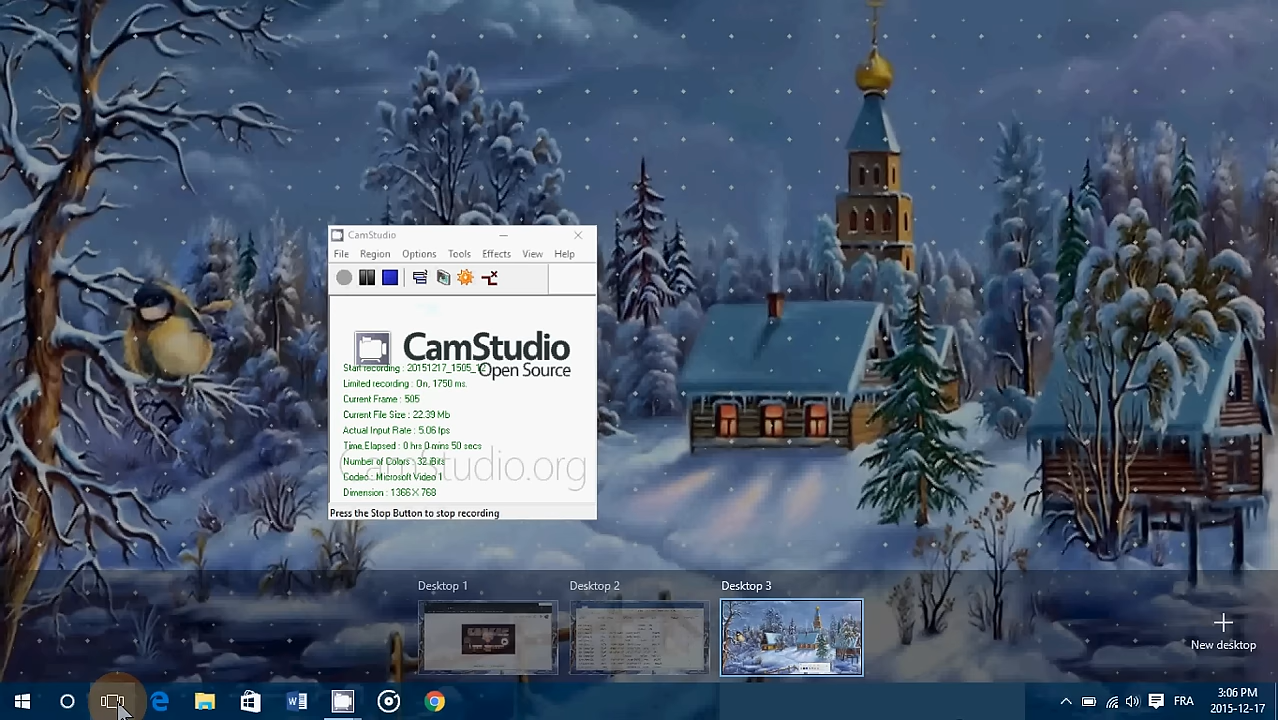 CamStudio
File Region Options Tools Effects View Help
CamStudio
Open Source
Start recording : 20151217_1505_12
Limited recording : On, 1750 ms.
Current Frame : 505
Current File Size : 22.39 Mb
Actual Input Rate : 5.06 fps
Time Elapsed : 0 hrs 0 mins 50 secs
Number of Colors : 32 Bits
CamStudio.org
Codec : Microsoft Video 1
Dimension : 1366 X 768
Press the Stop Button to stop recording
Desktop 1 Desktop 2 Desktop 3
New desktop
FRA
3:06 PM
2015-12-17